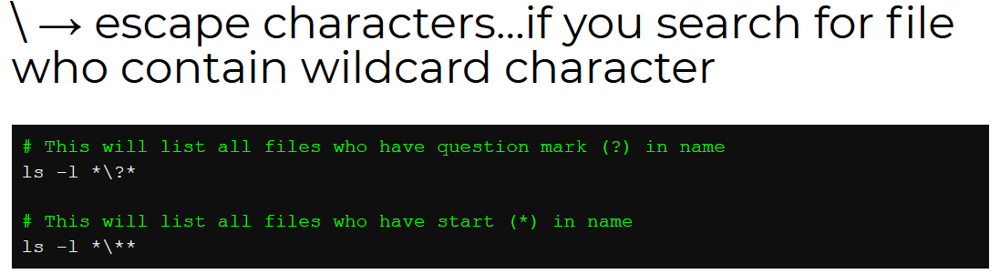 \ → escape characters...if you search for file
who contain wildcard character
# This will list all files who have question mark (?) in name
ls -l *\?*
# This will list all files who have start (*) in name
ls -l *\**